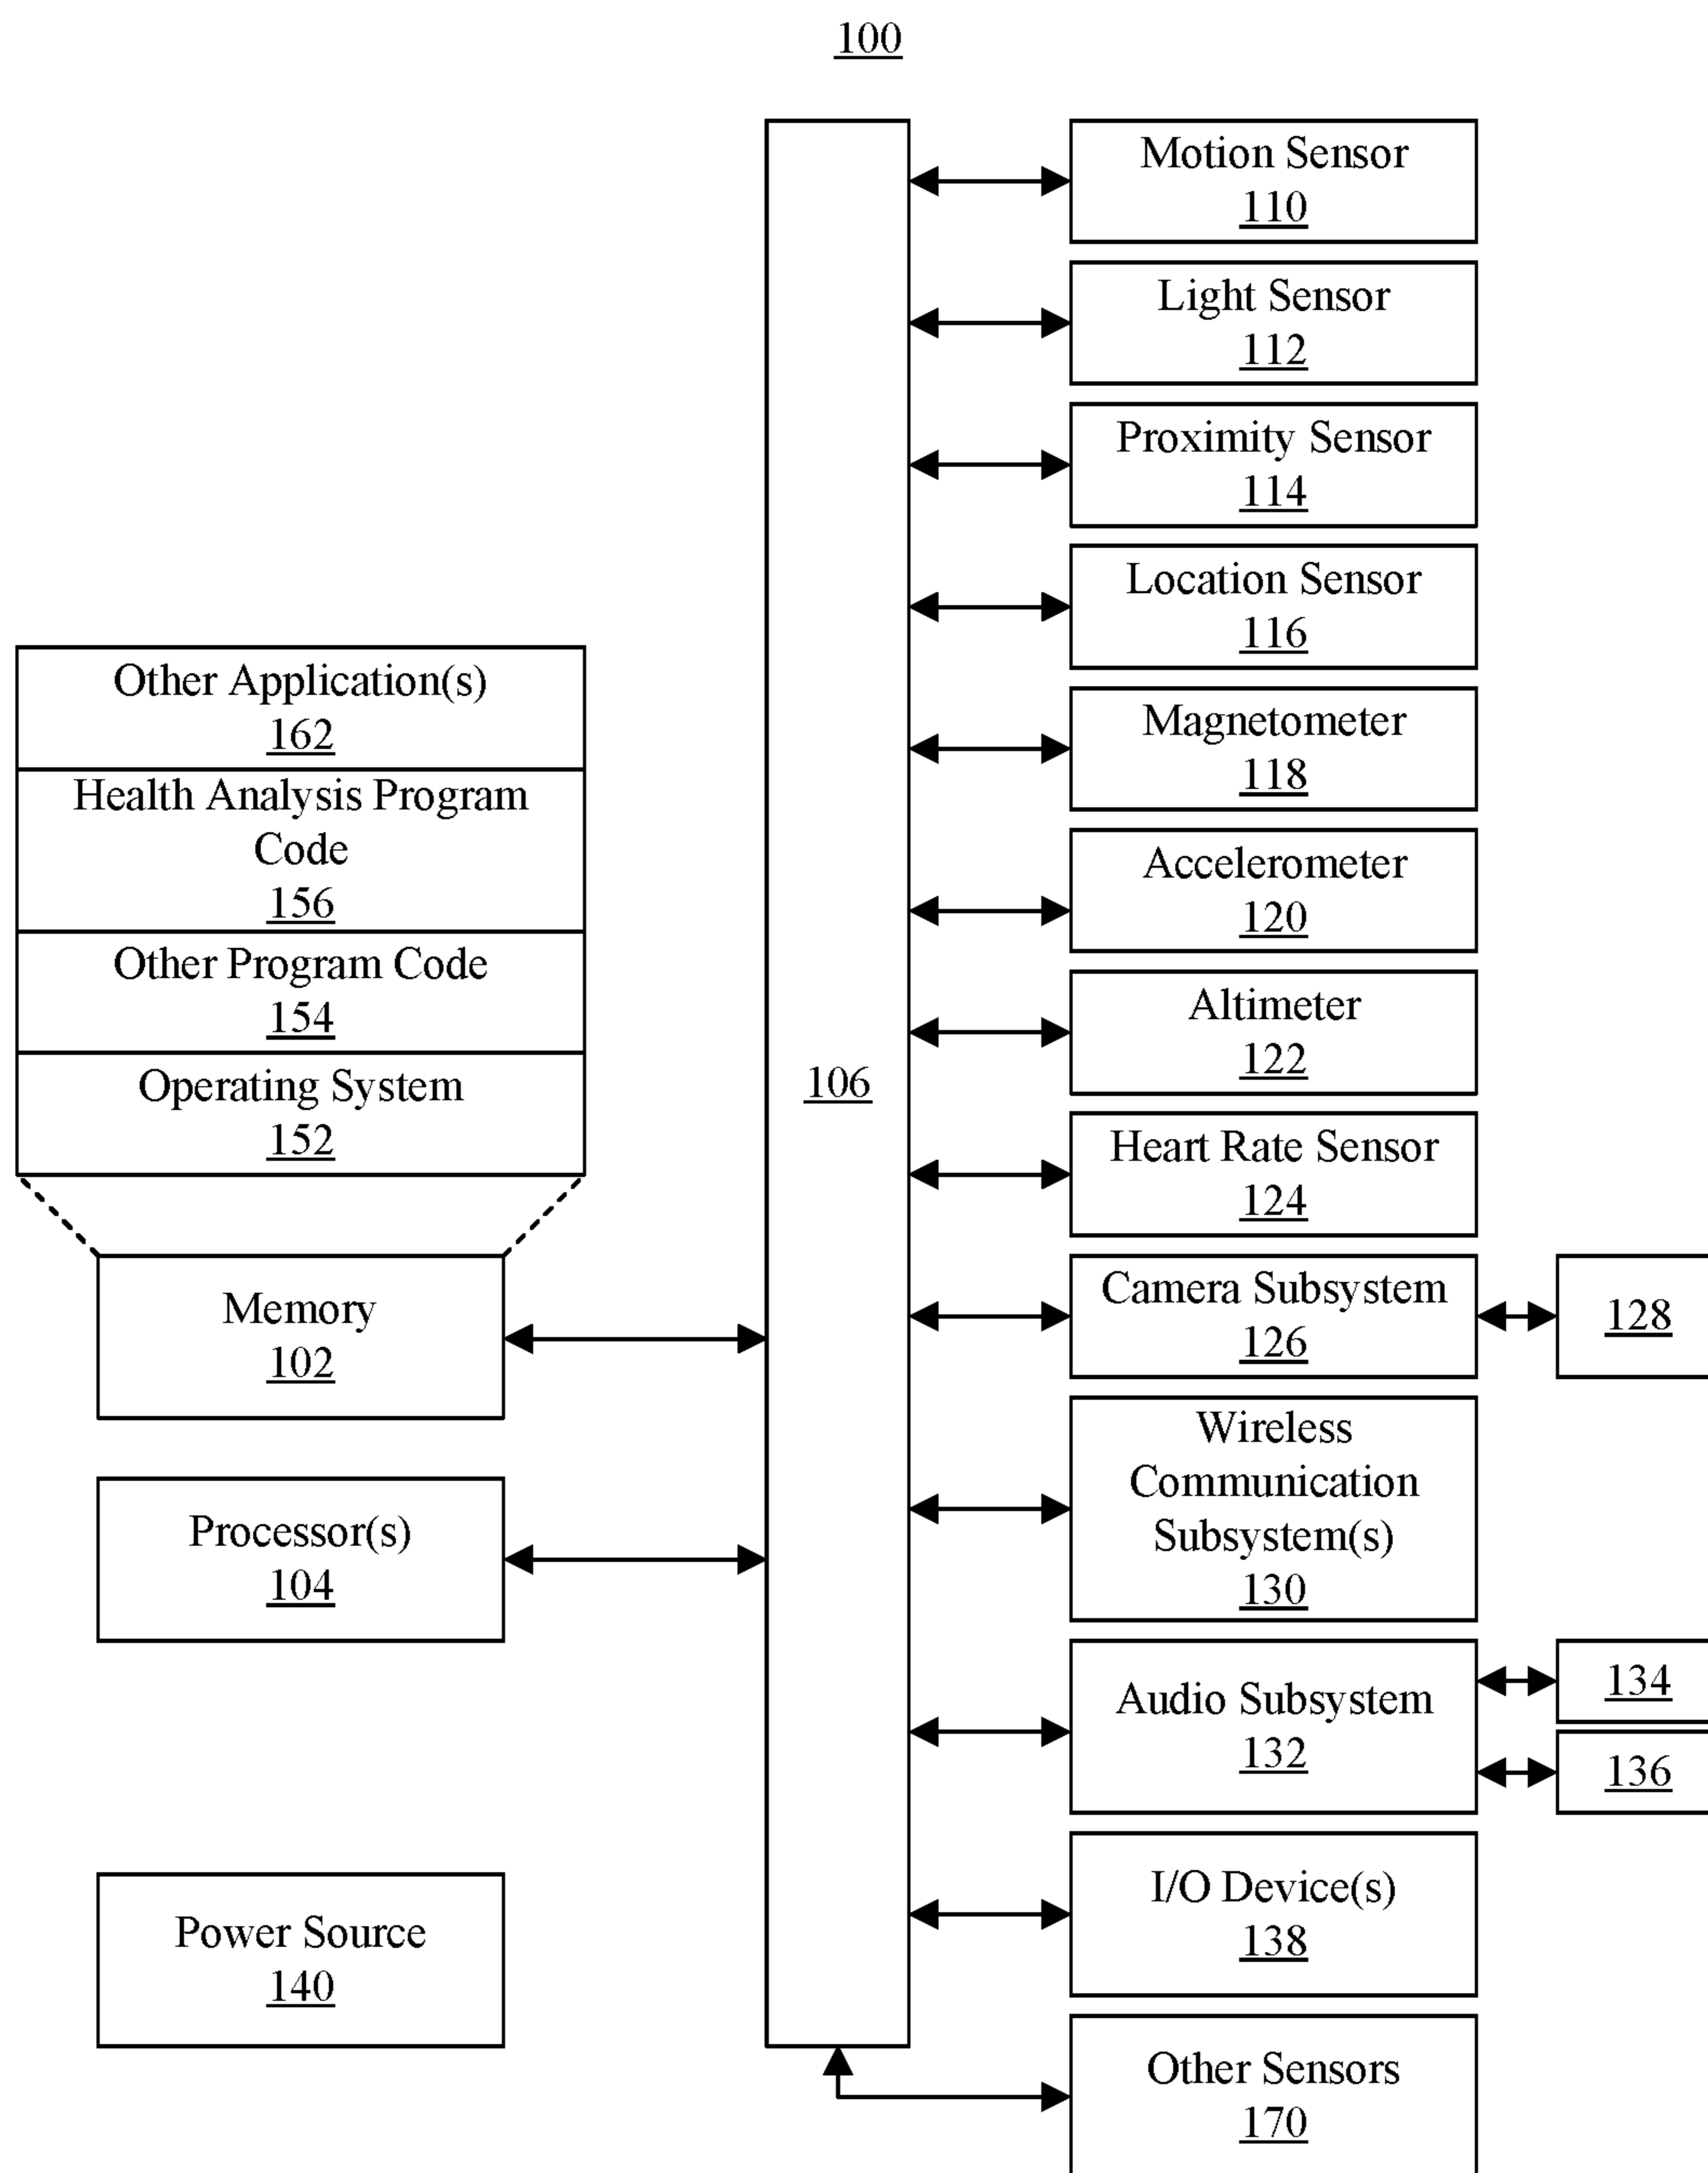 100
Other Application(s)
162
Health Analysis Program
Code
156
Other Program Code
154
Operating System
152
Memory
102
Processor(s)
104
Power Source
140
106
Motion Sensor
110
Light Sensor
112
Proximity Sensor
114
Location Sensor
116
Magnetometer
118
Accelerometer
120
Altimeter
122
Heart Rate Sensor
124
Camera Subsystem
126
128
Wireless
Communication
Subsystem(s)
130
Audio Subsystem
132
134
136
I/O Device(s)
138
Other Sensors
170